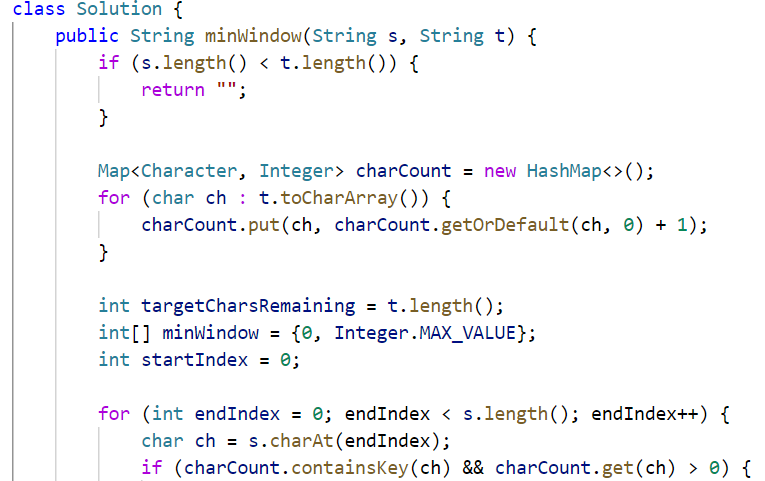 class Solution {
    public String minWindow(String s, String t) {
        if (s.length() < t.length()) {
            return "";
        }

        Map<Character, Integer> charCount = new HashMap<>();
        for (char ch : t.toCharArray()) {
            charCount.put(ch, charCount.getOrDefault(ch, 0) + 1);
        }

        int targetCharsRemaining = t.length();
        int[] minWindow = {0, Integer.MAX_VALUE};
        int startIndex = 0;

        for (int endIndex = 0; endIndex < s.length(); endIndex++) {
            char ch = s.charAt(endIndex);
            if (charCount.containsKey(ch) && charCount.get(ch) > 0) {